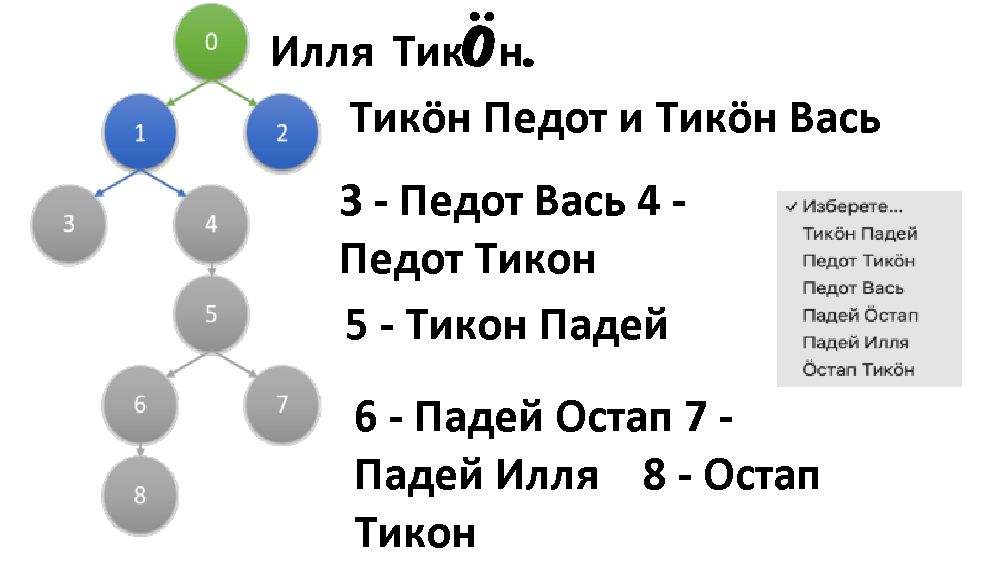 0
Илля Тикӧн.
1
2
Тикӧн Педот и Тикӧн Вась
3
4
3 - Педот Вась 4 -
Педот Тикон
✓ Изберете...
Тикӧн Падей
Педот Тикӧн
Педот Вась
Падей Ӧстап
Падей Илля
Ӧстап Тикӧн
5
5 - Тикон Падей
6
7
6 - Падей Остап 7 -
Падей Илля 8 - Остап
Тикон
8